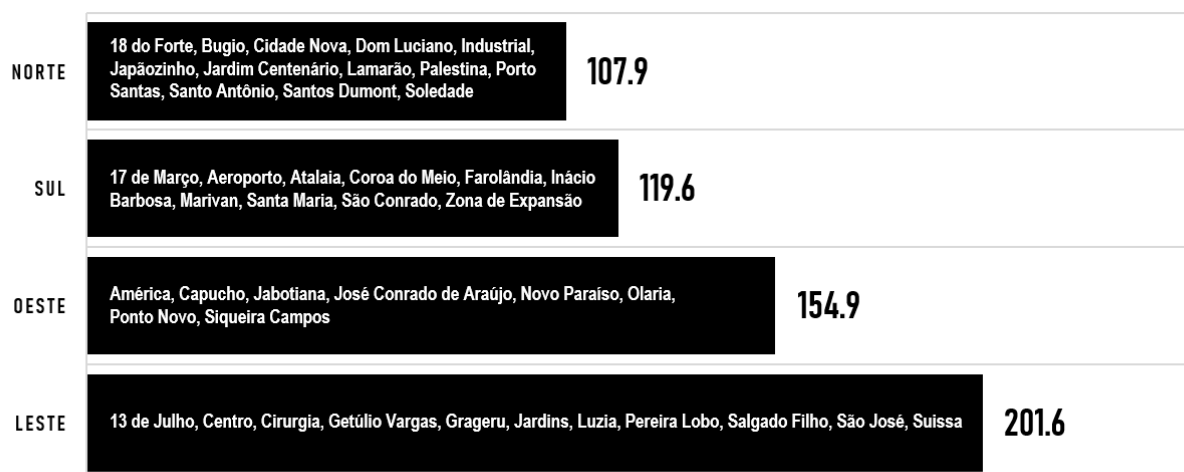 NORTE
18 do Forte, Bugio, Cidade Nova, Dom Luciano, Industrial,
Japãozinho, Jardim Centenário, Lamarão, Palestina, Porto
Santas, Santo Antônio, Santos Dumont, Soledade
107.9
SUL
17 de Março, Aeroporto, Atalaia, Coroa do Meio, Farolândia, Inácio
Barbosa, Marivan, Santa Maria, São Conrado, Zona de Expansão
119.6
OESTE
América, Capucho, Jabotiana, José Conrado de Araújo, Novo Paraíso, Olaria,
Ponto Novo, Siqueira Campos
154.9
LESTE
13 de Julho, Centro, Cirurgia, Getúlio Vargas, Grageru, Jardins, Luzia, Pereira Lobo, Salgado Filho, São José, Suissa
201.6